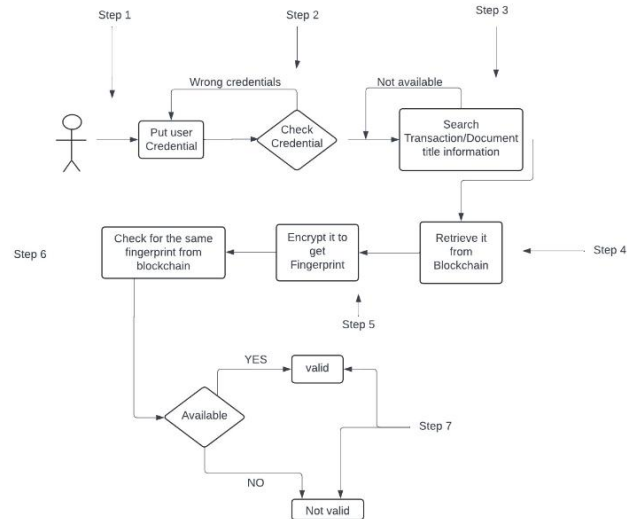 Step 1
Step 2
Step 3
Wrong credentials
Not available
Put user
Credential
Check
Credential
Search
Transaction/Document
title information
Step 6
Check for the same
fingerprint from
blockchain
Encrypt it to
get
Fingerprint
Retrieve it
from
Blockchain
Step 4
Step 5
YES
valid
Available
Step 7
NO
Not valid